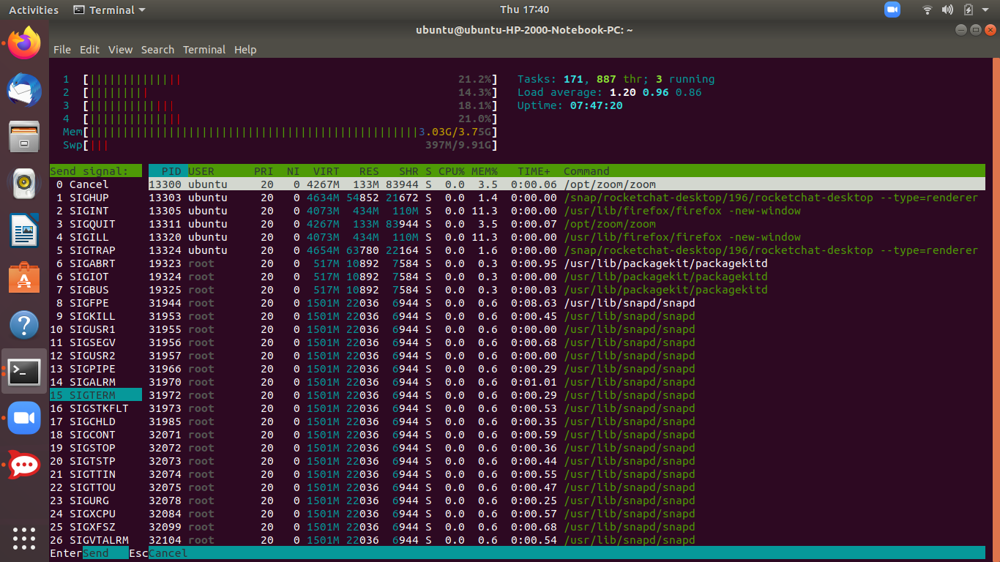 Activities Terminal Thu 17:40
ubuntu@ubuntu-HP-2000-Notebook-PC: ~
File Edit View Search Terminal Help
1 [||||||||||||||| 21.2%] Tasks: 171, 887 thr; 3 running
2 [||||||||| 14.3%] Load average: 1.20 0.96 0.86
3 [||||||||||||| 18.1%] Uptime: 07:47:20
4 [|||||||||||||| 21.0%]
Mem[||||||||||||||||||||||||||||||||||||||||||||||||||3.03G/3.75G]
Swp[||| 397M/9.91G]
Send signal: PID USER PRI NI VIRT RES SHR S CPU% MEM% TIME+ Command
0 Cancel 13300 ubuntu 20 0 4267M 133M 83944 S 0.0 3.5 0:00.06 /opt/zoom/zoom
1 SIGHUP 13303 ubuntu 20 0 4634M 54852 21672 S 0.0 1.4 0:00.00 /snap/rocketchat-desktop/196/rocketchat-desktop --type=renderer
2 SIGINT 13305 ubuntu 20 0 4073M 434M 110M S 0.0 11.3 0:00.00 /usr/lib/firefox/firefox -new-window
3 SIGQUIT 13311 ubuntu 20 0 4267M 133M 83944 S 0.0 3.5 0:00.07 /opt/zoom/zoom
4 SIGILL 13320 ubuntu 20 0 4073M 434M 110M S 0.0 11.3 0:00.00 /usr/lib/firefox/firefox -new-window
5 SIGTRAP 13324 ubuntu 20 0 4654M 63780 22164 S 0.0 1.6 0:00.00 /snap/rocketchat-desktop/196/rocketchat-desktop --type=renderer
6 SIGABRT 19323 root 20 0 517M 10892 7584 S 0.0 0.3 0:00.95 /usr/lib/packagekit/packagekitd
6 SIGIOT 19324 root 20 0 517M 10892 7584 S 0.0 0.3 0:00.00 /usr/lib/packagekit/packagekitd
7 SIGBUS 19325 root 20 0 517M 10892 7584 S 0.0 0.3 0:00.03 /usr/lib/packagekit/packagekitd
8 SIGFPE 31944 root 20 0 1501M 22036 6944 S 0.0 0.6 0:08.63 /usr/lib/snapd/snapd
9 SIGKILL 31953 root 20 0 1501M 22036 6944 S 0.0 0.6 0:00.45 /usr/lib/snapd/snapd
10 SIGUSR1 31955 root 20 0 1501M 22036 6944 S 0.0 0.6 0:00.00 /usr/lib/snapd/snapd
11 SIGSEGV 31956 root 20 0 1501M 22036 6944 S 0.0 0.6 0:00.68 /usr/lib/snapd/snapd
12 SIGUSR2 31957 root 20 0 1501M 22036 6944 S 0.0 0.6 0:00.00 /usr/lib/snapd/snapd
13 SIGPIPE 31966 root 20 0 1501M 22036 6944 S 0.0 0.6 0:00.29 /usr/lib/snapd/snapd
14 SIGALRM 31970 root 20 0 1501M 22036 6944 S 0.0 0.6 0:01.01 /usr/lib/snapd/snapd
15 SIGTERM 31972 root 20 0 1501M 22036 6944 S 0.0 0.6 0:00.29 /usr/lib/snapd/snapd
16 SIGSTKFLT 31973 root 20 0 1501M 22036 6944 S 0.0 0.6 0:00.53 /usr/lib/snapd/snapd
17 SIGCHLD 31985 root 20 0 1501M 22036 6944 S 0.0 0.6 0:00.35 /usr/lib/snapd/snapd
18 SIGCONT 32071 root 20 0 1501M 22036 6944 S 0.0 0.6 0:00.59 /usr/lib/snapd/snapd
19 SIGSTOP 32072 root 20 0 1501M 22036 6944 S 0.0 0.6 0:00.36 /usr/lib/snapd/snapd
20 SIGTSTP 32073 root 20 0 1501M 22036 6944 S 0.0 0.6 0:00.44 /usr/lib/snapd/snapd
21 SIGTTIN 32074 root 20 0 1501M 22036 6944 S 0.0 0.6 0:00.55 /usr/lib/snapd/snapd
22 SIGTTOU 32075 root 20 0 1501M 22036 6944 S 0.0 0.6 0:00.47 /usr/lib/snapd/snapd
23 SIGURG 32078 root 20 0 1501M 22036 6944 S 0.0 0.6 0:00.25 /usr/lib/snapd/snapd
24 SIGXCPU 32084 root 20 0 1501M 22036 6944 S 0.0 0.6 0:00.57 /usr/lib/snapd/snapd
25 SIGXFSZ 32099 root 20 0 1501M 22036 6944 S 0.0 0.6 0:00.68 /usr/lib/snapd/snapd
26 SIGVTALRM 32104 root 20 0 1501M 22036 6944 S 0.0 0.6 0:00.54 /usr/lib/snapd/snapd
EnterSend EscCancel